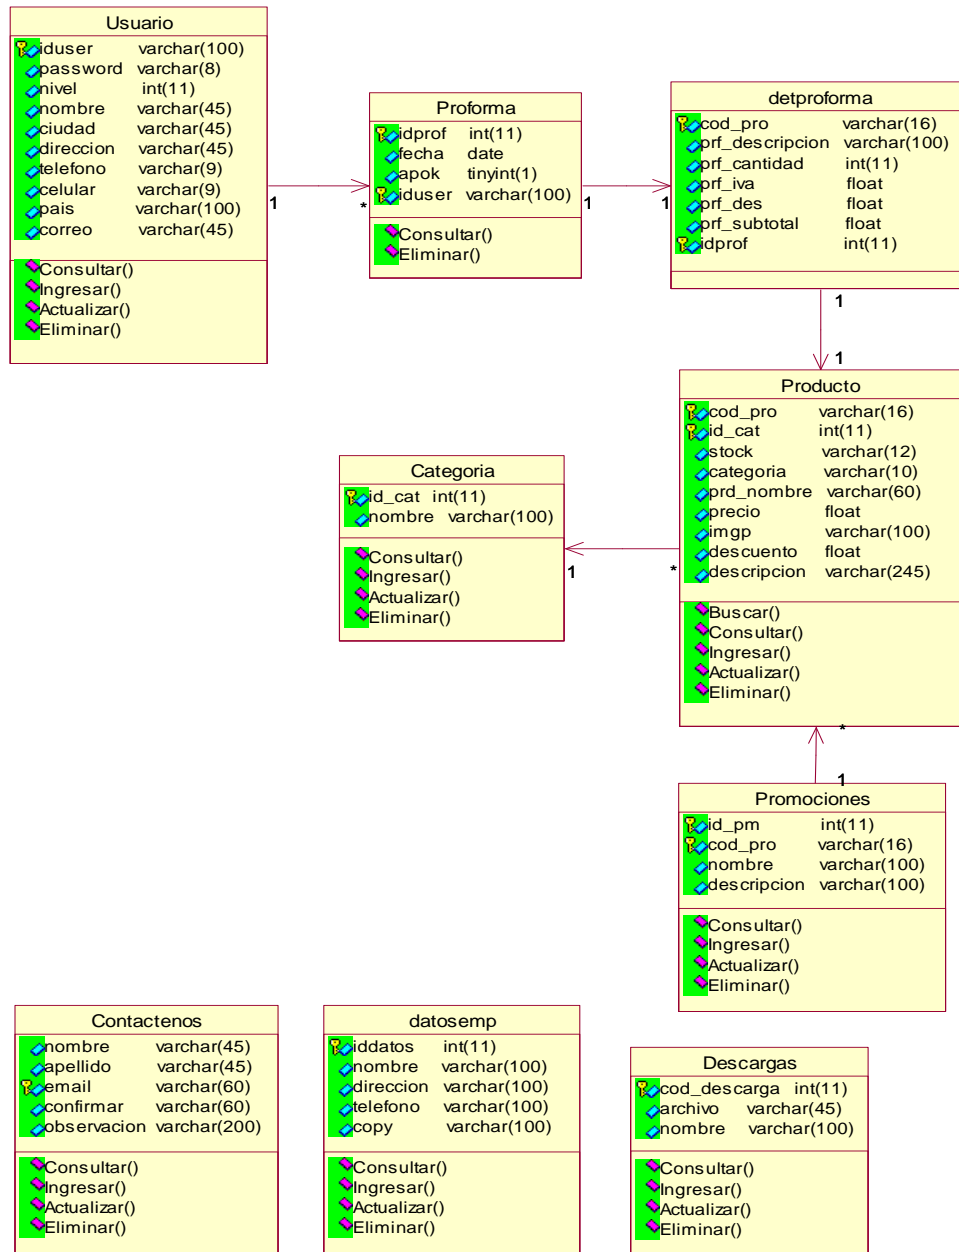 Usuario
iduser varchar(100)
password varchar(8)
nivel int(11)
nombre varchar(45)
ciudad varchar(45)
direccion varchar(45)
telefono varchar(9)
celular varchar(9)
pais varchar(100)
correo varchar(45)
Consultar()
Ingresar()
Actualizar()
Eliminar()
1
*
Proforma
idprof int(11)
fecha date
apok tinyint(1)
iduser varchar(100)
Consultar()
Eliminar()
1
1
detproforma
cod_pro varchar(16)
prf_descripcion varchar(100)
prf_cantidad int(11)
prf_iva float
prf_des float
prf_subtotal float
idprof int(11)
1
1
Producto
cod_pro varchar(16)
id_cat int(11)
stock varchar(12)
categoria varchar(10)
prd_nombre varchar(60)
precio float
imgp varchar(100)
descuento float
descripcion varchar(245)
Buscar()
Consultar()
Ingresar()
Actualizar()
Eliminar()
Categoria
id_cat int(11)
nombre varchar(100)
Consultar()
Ingresar()
Actualizar()
Eliminar()
1
*
*
1
Promociones
id_pm int(11)
cod_pro varchar(16)
nombre varchar(100)
descripcion varchar(100)
Consultar()
Ingresar()
Actualizar()
Eliminar()
Contactenos
nombre varchar(45)
apellido varchar(45)
email varchar(60)
confirmar varchar(60)
observacion varchar(200)
Consultar()
Ingresar()
Actualizar()
Eliminar()
datosemp
iddatos int(11)
nombre varchar(100)
direccion varchar(100)
telefono varchar(100)
copy varchar(100)
Consultar()
Ingresar()
Actualizar()
Eliminar()
Descargas
cod_descarga int(11)
archivo varchar(45)
nombre varchar(100)
Consultar()
Ingresar()
Actualizar()
Eliminar()